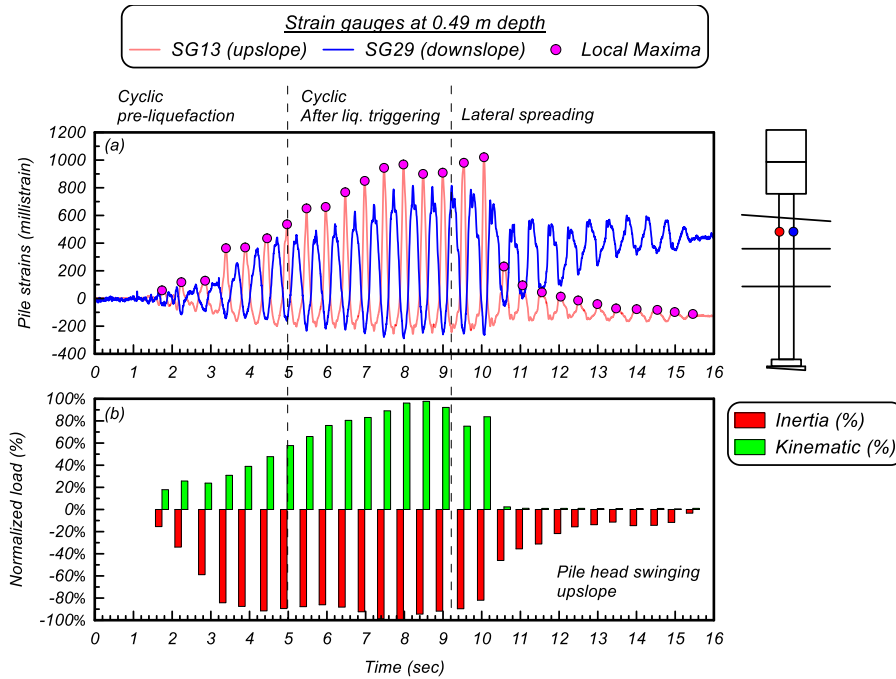 Strain gauges at 0.49 m depth
SG13 (upslope) SG29 (downslope) Local Maxima
Cyclic
pre-liquefaction
Cyclic
After liq. triggering
Lateral spreading
(a)
Pile strains (millistrain)
1200
1000
800
600
400
200
0
-200
-400
0 1 2 3 4 5 6 7 8 9 10 11 12 13 14 15 16
(b)
Normalized load (%)
100%
80%
60%
40%
20%
0%
-20%
-40%
-60%
-80%
-100%
Pile head swinging
upslope
0 1 2 3 4 5 6 7 8 9 10 11 12 13 14 15 16
Time (sec)
Inertia (%)
Kinematic (%)